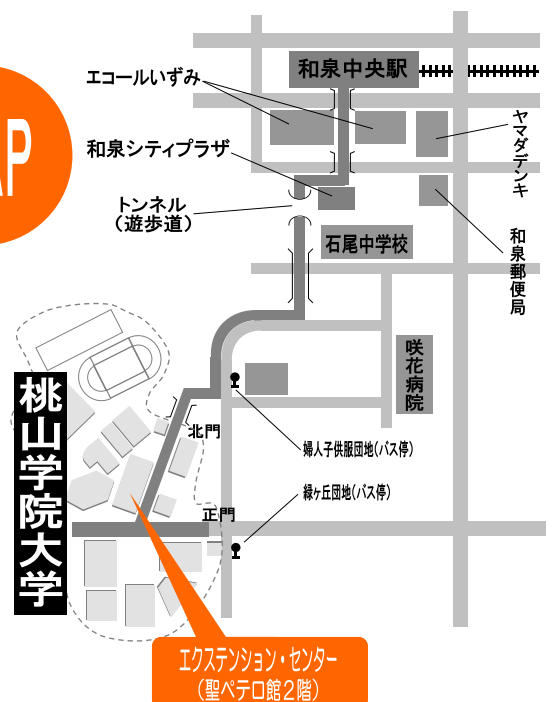 和泉中央駅
エコールいずみ
ヤマダデンキ
和泉シティプラザ
トンネル
(遊歩道)
石尾中学校
和泉郵便局
咲花病院
桃山学院大学
北門
婦人子供服団地(バス停)
緑ヶ丘団地(バス停)
正門
エクステンション・センター
(聖ペテロ館2階)